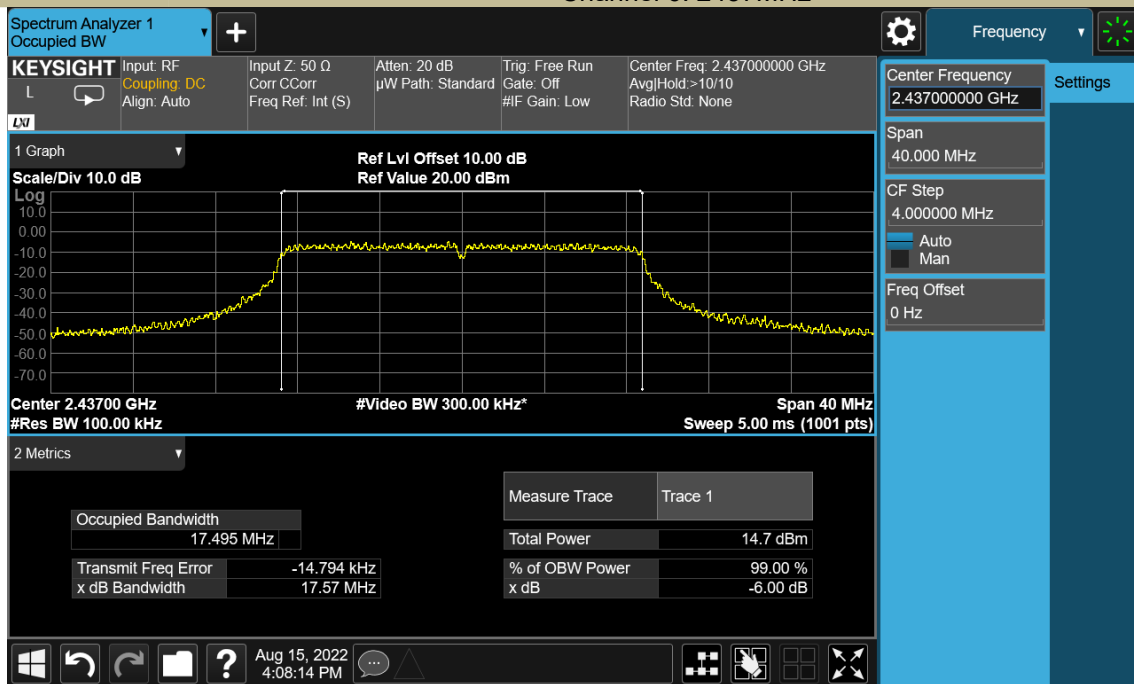 Spectrum Analyzer 1
Occupied BW
Frequency
KEYSIGHT
L
LXI
Input: RF
Coupling: DC
Align: Auto
Input Z: 50 Ω
Corr CCorr
Freq Ref: Int (S)
Atten: 20 dB
µW Path: Standard
Trig: Free Run
Gate: Off
#IF Gain: Low
Center Freq: 2.437000000 GHz
Avg|Hold:>10/10
Radio Std: None
Center Frequency
2.437000000 GHz
Settings
Span
40.000 MHz
CF Step
4.000000 MHz
Auto
Man
Freq Offset
0 Hz
1 Graph
Scale/Div 10.0 dB
Ref Lvl Offset 10.00 dB
Ref Value 20.00 dBm
Log
10.0
0.00
-10.0
-20.0
-30.0
-40.0
-50.0
-60.0
-70.0
Center 2.43700 GHz
#Video BW 300.00 kHz*
Span 40 MHz
#Res BW 100.00 kHz
Sweep 5.00 ms (1001 pts)
2 Metrics
Measure Trace Trace 1
Occupied Bandwidth
17.495 MHz
Total Power 14.7 dBm
Transmit Freq Error -14.794 kHz
% of OBW Power 99.00 %
x dB Bandwidth 17.57 MHz
x dB -6.00 dB
?
Aug 15, 2022
4:08:14 PM